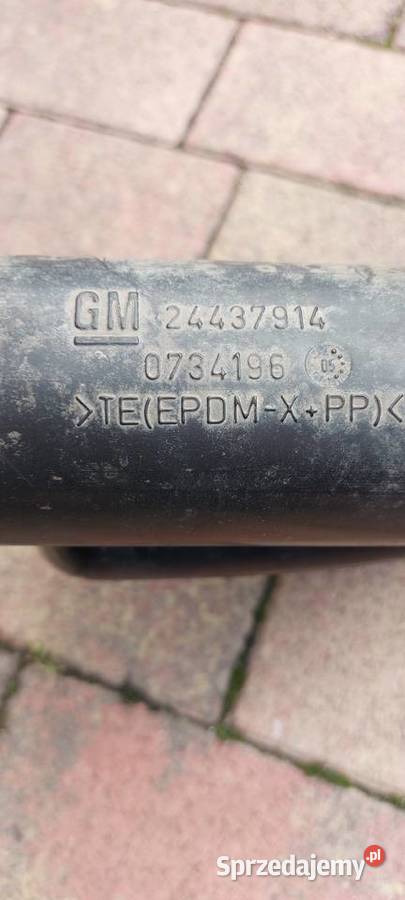 GM 24437914
0734196 05
>TE(EPDM-X+PP)<
Sprzedajemy.pl